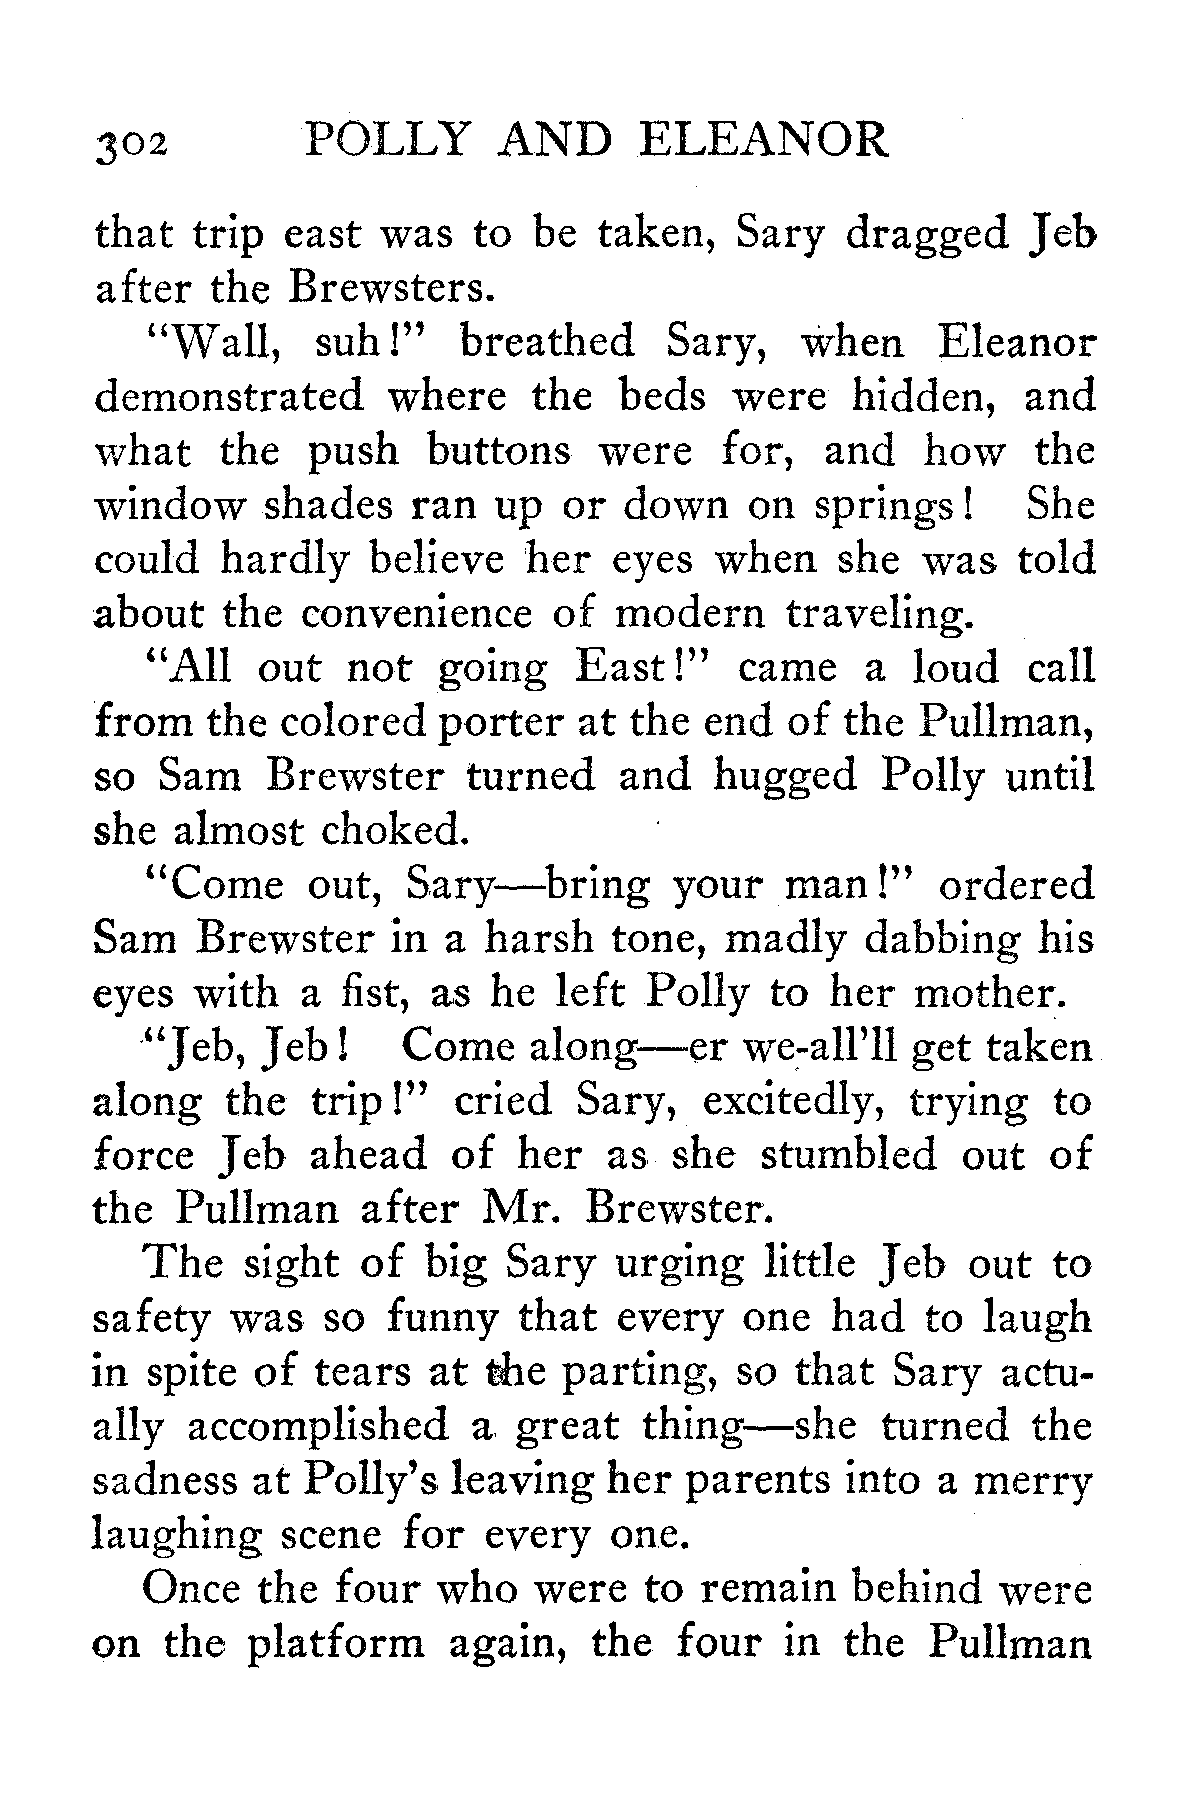 302 POLLY AND ELEANOR
that trip east was to be taken, Sary dragged Jeb
after the Brewsters.
“Wall, suh!” breathed Sary, when Eleanor
demonstrated where the beds were hidden, and
what the push buttons were for, and how the
window shades ran up or down on springs! She
could hardly believe her eyes when she was told
about the convenience of modern traveling.
“All out not going East!” came a loud call
from the colored porter at the end of the Pullman,
so Sam Brewster turned and hugged Polly until
she almost choked.
“Come out, Sary—bring your man!” ordered
Sam Brewster in a harsh tone, madly dabbing his
eyes with a fist, as he left Polly to her mother.
“Jeb, Jeb! Come along—er we-all’ll get taken
along the trip!” cried Sary, excitedly, trying to
force Jeb ahead of her as she stumbled out of
the Pullman after Mr. Brewster.
The sight of big Sary urging little Jeb out to
safety was so funny that every one had to laugh
in spite of tears at the parting, so that Sary actu-
ally accomplished a great thing—she turned the
sadness at Polly’s leaving her parents into a merry
laughing scene for every one.
Once the four who were to remain behind were
on the platform again, the four in the Pullman